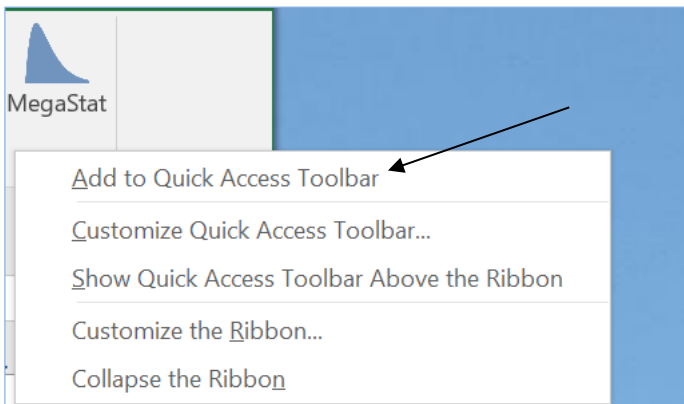 MegaStat
Add to Quick Access Toolbar
Customize Quick Access Toolbar...
Show Quick Access Toolbar Above the Ribbon
Customize the Ribbon...
Collapse the Ribbon